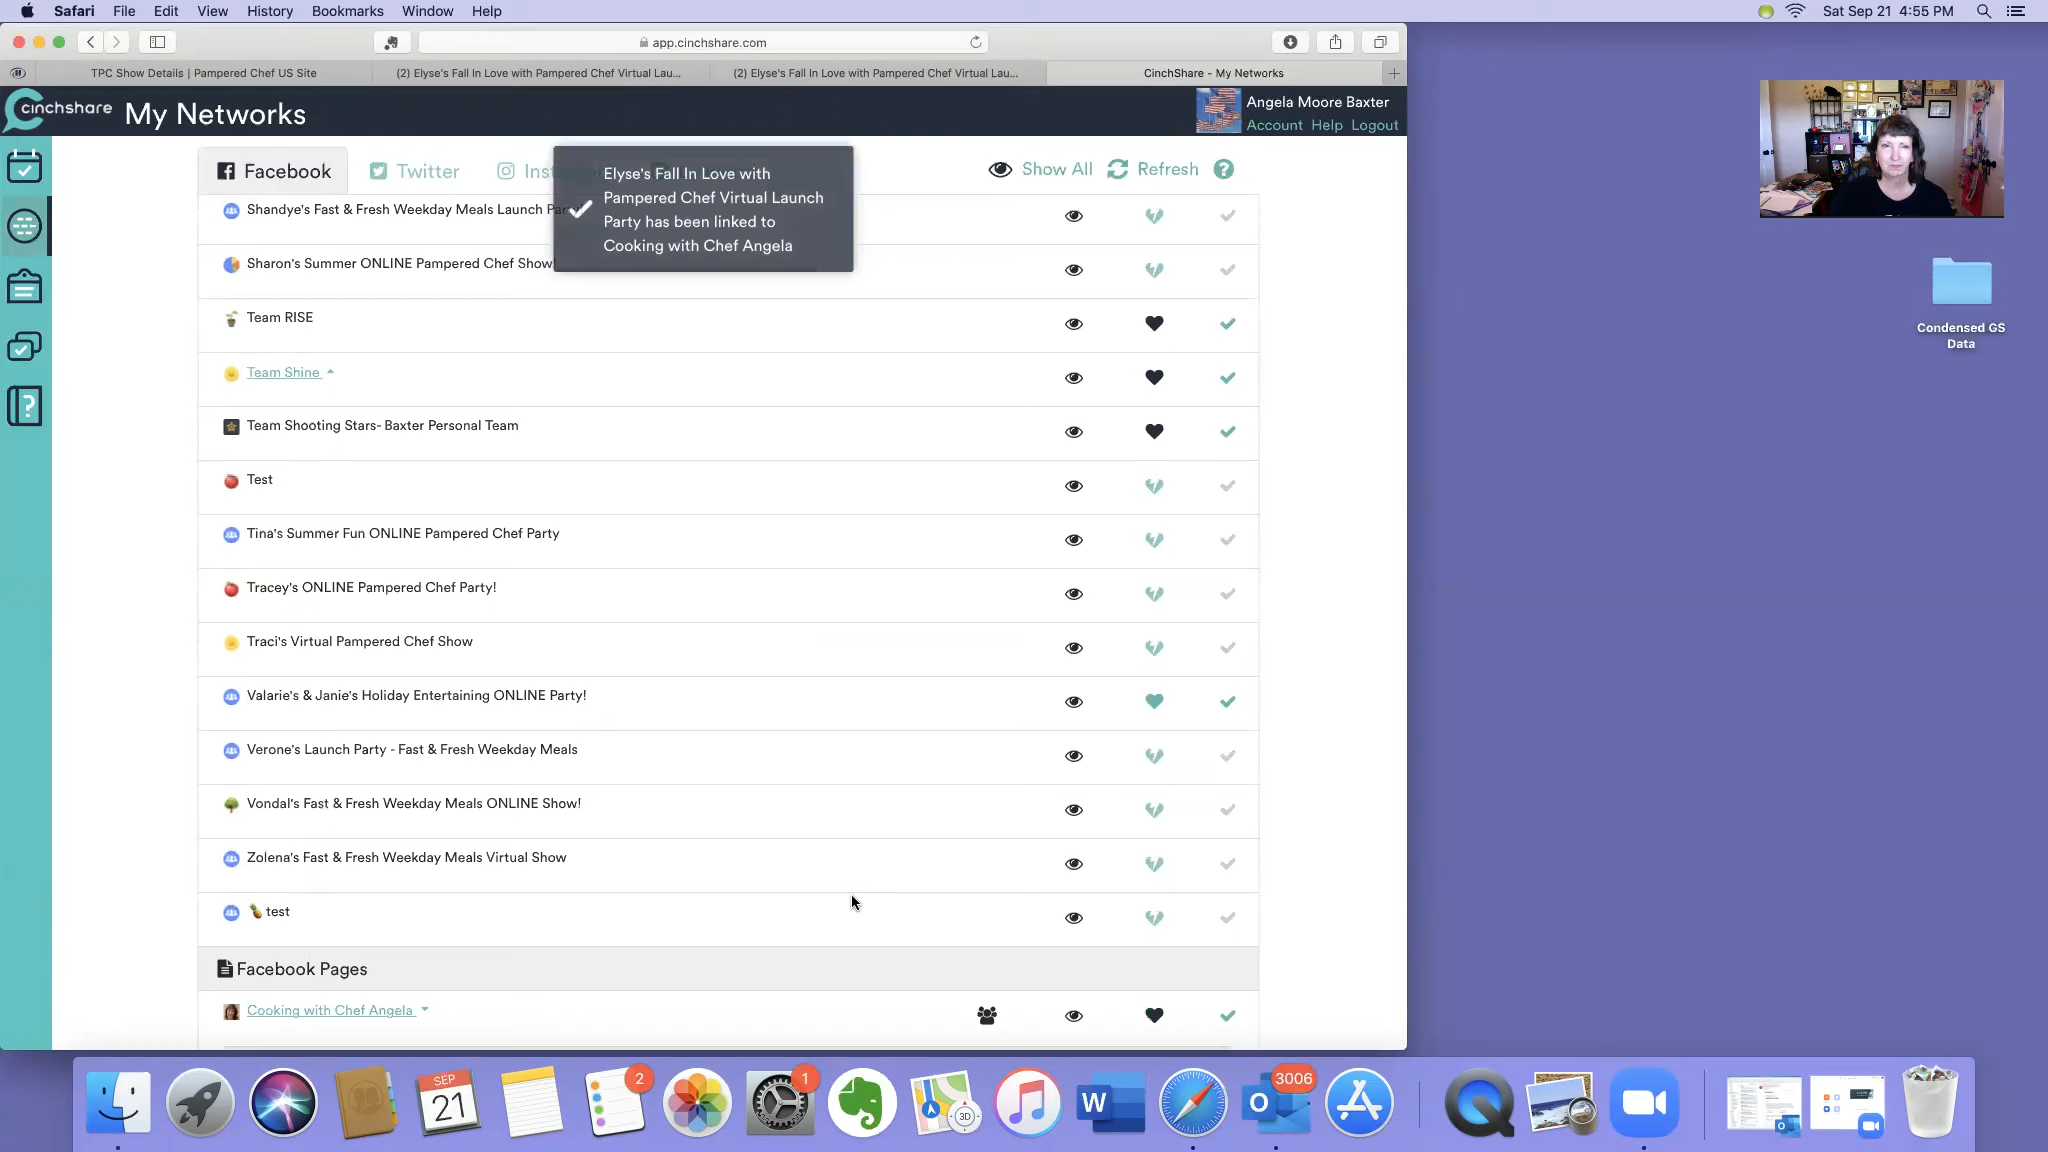 Safari File Edit View History Bookmarks Window Help
Sat Sep 21 4:55 PM
app.cinchshare.com
TPC Show Details | Pampered Chef US Site
(2) Elyse's Fall In Love with Pampered Chef Virtual Lau...
(2) Elyse's Fall In Love with Pampered Chef Virtual Lau...
CinchShare - My Networks
cinchshare My Networks
Angela Moore Baxter
Account Help Logout
Facebook
Twitter
Show All
Refresh
Elyse's Fall In Love with
Pampered Chef Virtual Launch
Party has been linked to
Cooking with Chef Angela
Shandye's Fast & Fresh Weekday Meals Launch
Sharon's Summer ONLINE Pampered Chef Show!
Team RISE
Team Shine
Team Shooting Stars- Baxter Personal Team
Test
Tina's Summer Fun ONLINE Pampered Chef Party
Tracey's ONLINE Pampered Chef Party!
Traci's Virtual Pampered Chef Show
Valarie's & Janie's Holiday Entertaining ONLINE Party!
Verone's Launch Party - Fast & Fresh Weekday Meals
Vondal's Fast & Fresh Weekday Meals ONLINE Show!
Zolena's Fast & Fresh Weekday Meals Virtual Show
test
Facebook Pages
Cooking with Chef Angela
Condensed GS
Data
SEP
21
2
1
3D
W
O
3006